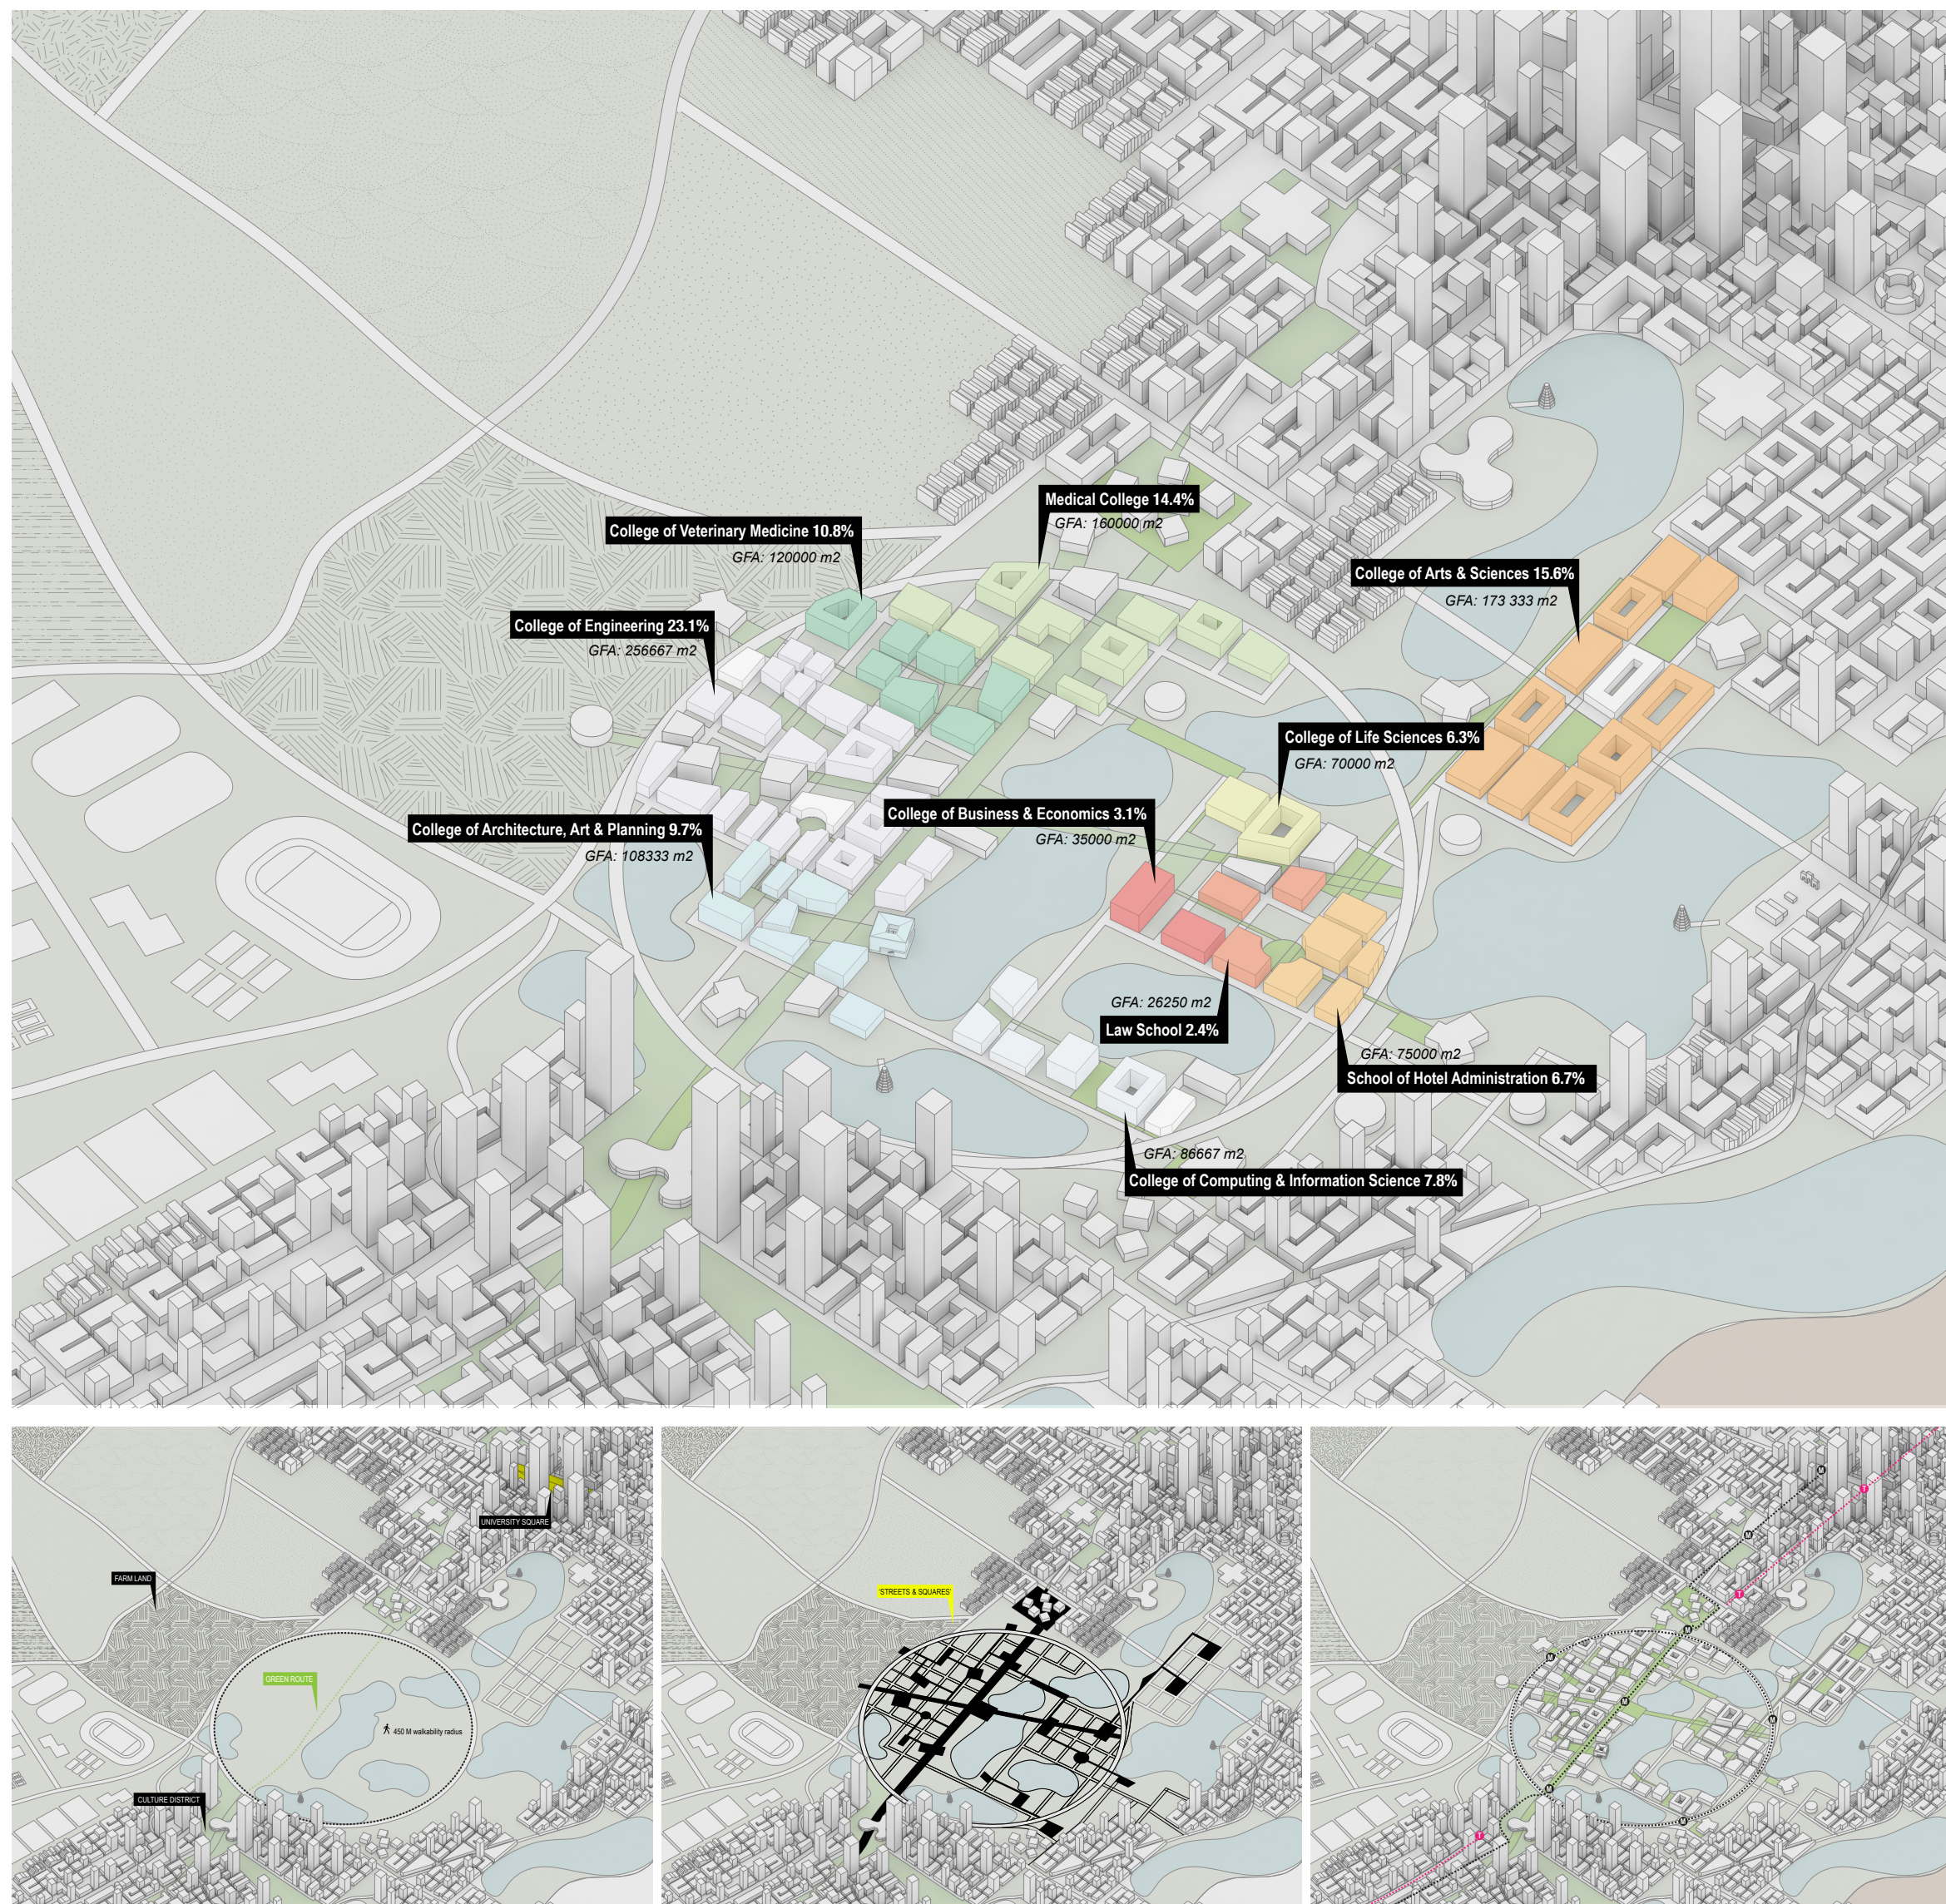 Medical College 14.4%
GFA: 160000 m2
College of Veterinary Medicine 10.8%
GFA: 120000 m2
College of Arts & Sciences 15.6%
GFA: 173 333 m2
College of Engineering 23.1%
GFA: 256667 m2
College of Life Sciences 6.3%
GFA: 70000 m2
College of Business & Economics 3.1%
GFA: 35000 m2
College of Architecture, Art & Planning 9.7%
GFA: 108333 m2
GFA: 26250 m2
Law School 2.4%
GFA: 75000 m2
School of Hotel Administration 6.7%
GFA: 86667 m2
College of Computing & Information Science 7.8%
UNIVERSITY SQUARE
FARM LAND
GREEN ROUTE
450 M walkability radius
CULTURE DISTRICT
'STREETS & SQUARES'
M
T
M
T
M
M
M
M
M
M
T